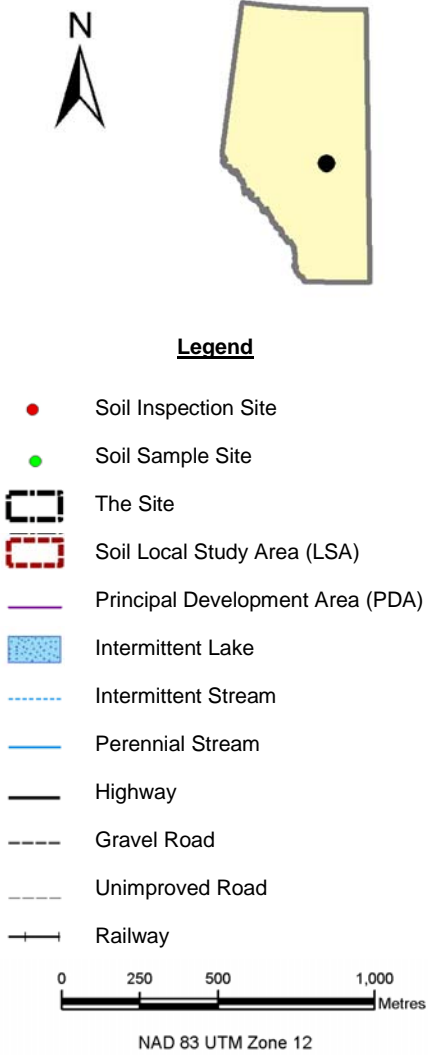 N
Legend
Soil Inspection Site
Soil Sample Site
The Site
Soil Local Study Area (LSA)
Principal Development Area (PDA)
Intermittent Lake
Intermittent Stream
Perennial Stream
Highway
Gravel Road
Unimproved Road
Railway
0 250 500 1,000
Metres
NAD 83 UTM Zone 12